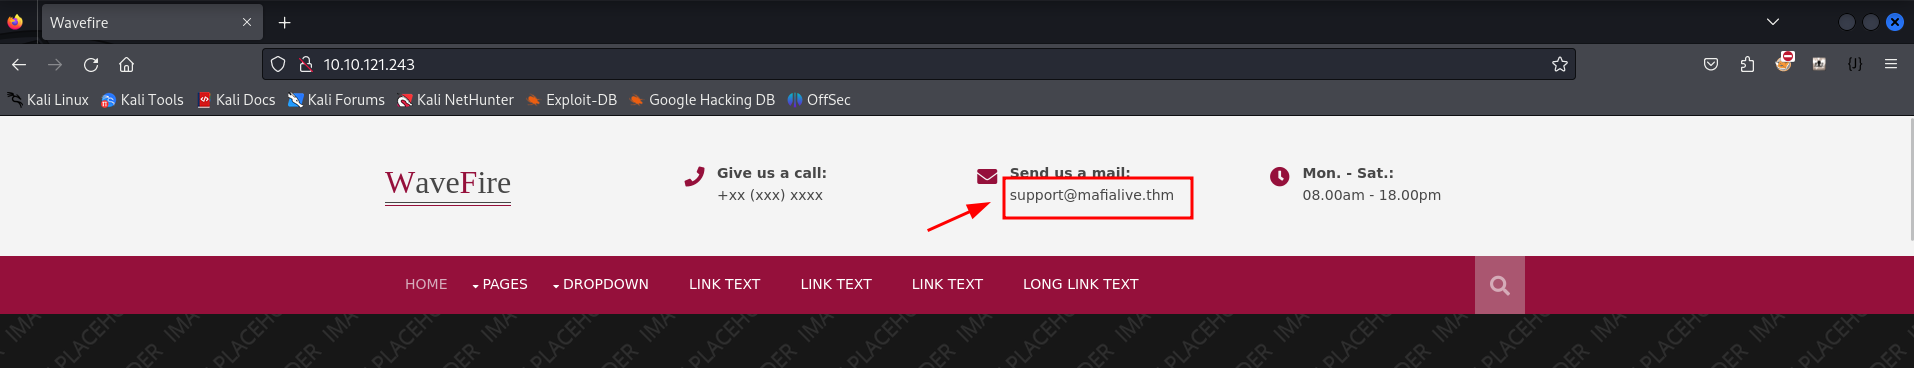 Wavefire
10.10.121.243
Kali Linux Kali Tools Kali Docs Kali Forums Kali NetHunter Exploit-DB Google Hacking DB OffSec
WaveFire
Give us a call:
+xx (xxx) xxxx
Send us a mail:
support@mafialive.thm
Mon. - Sat.:
08.00am - 18.00pm
HOME PAGES DROPDOWN LINK TEXT LINK TEXT LINK TEXT LONG LINK TEXT